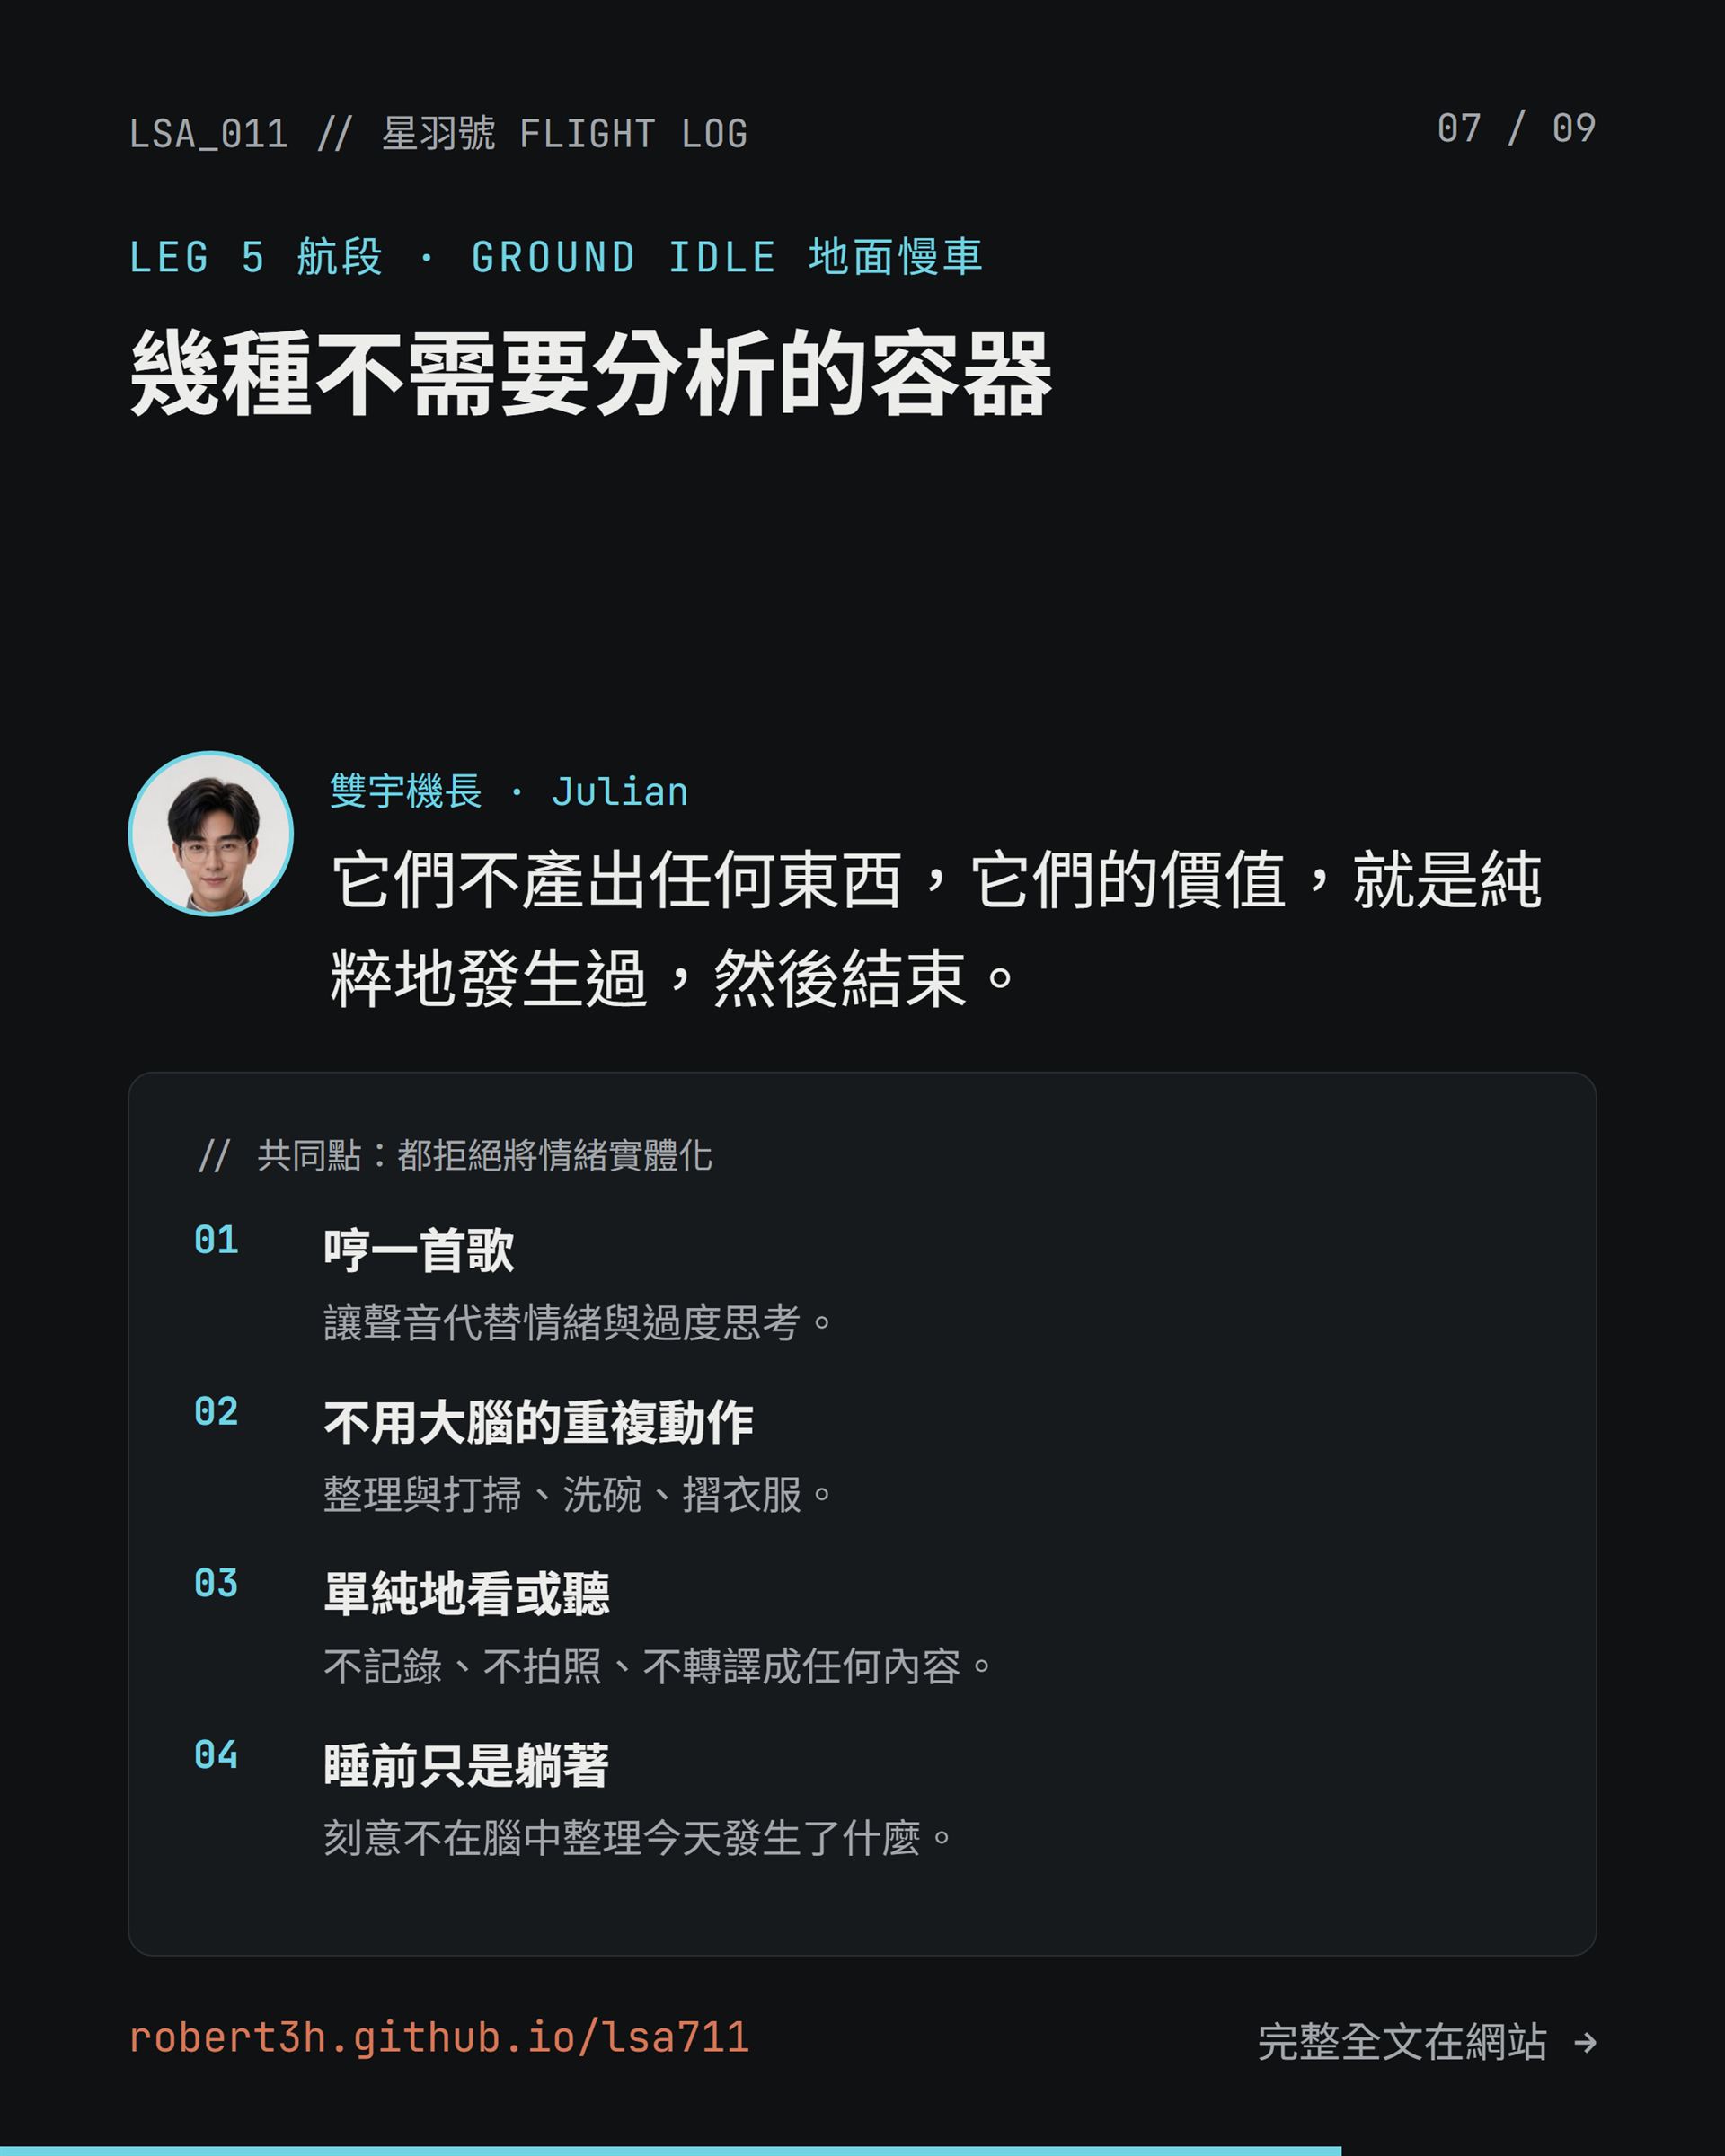 LSA_011 // 星羽號 FLIGHT LOG
07 / 09
LEG 5 航段 · GROUND IDLE 地面慢車
幾種不需要分析的容器
雙宇機長 · Julian
它們不產出任何東西，它們的價值，就是純
粹地發生過，然後結束。
// 共同點：都拒絕將情緒實體化
01 哼一首歌
讓聲音代替情緒與過度思考。
02 不用大腦的重複動作
整理與打掃、洗碗、摺衣服。
03 單純地看或聽
不記錄、不拍照、不轉譯成任何內容。
04 睡前只是躺著
刻意不在腦中整理今天發生了什麼。
robert3h.github.io/lsa711
完整全文在網站 →